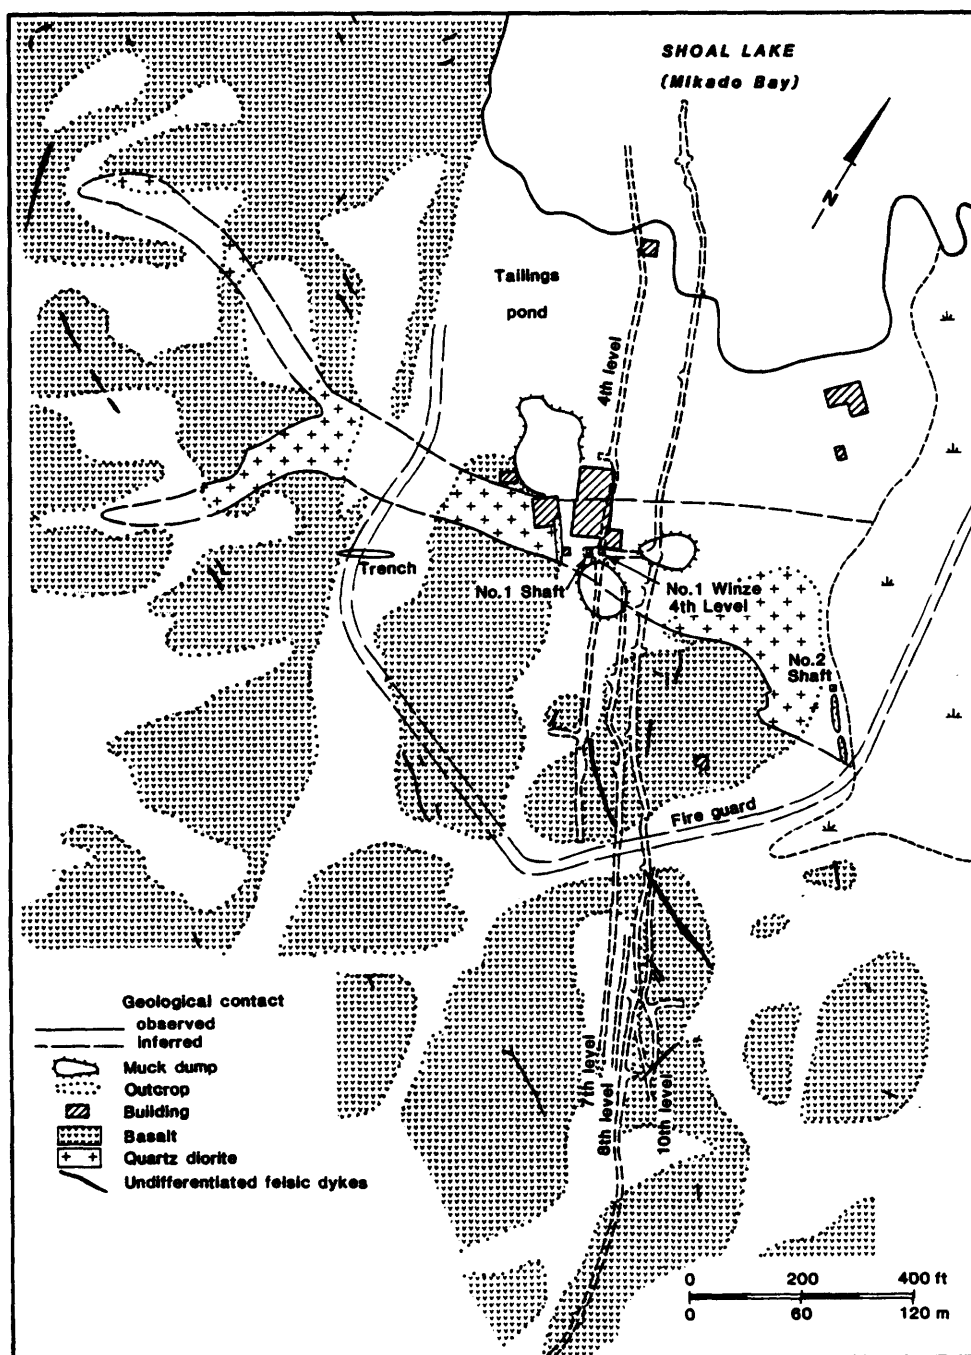 SHOAL LAKE
(Mikado Bay)
N
Tailings
pond
4th level
Trench
No.1 Shaft
No.1 Winze
4th Level
No.2
Shaft
Fire guard
7th level
8th level
10th level
Geological contact
observed
inferred
Muck dump
Outcrop
Building
Basalt
Quartz diorite
Undifferentiated felsic dykes
0 200 400 ft
0 60 120 m